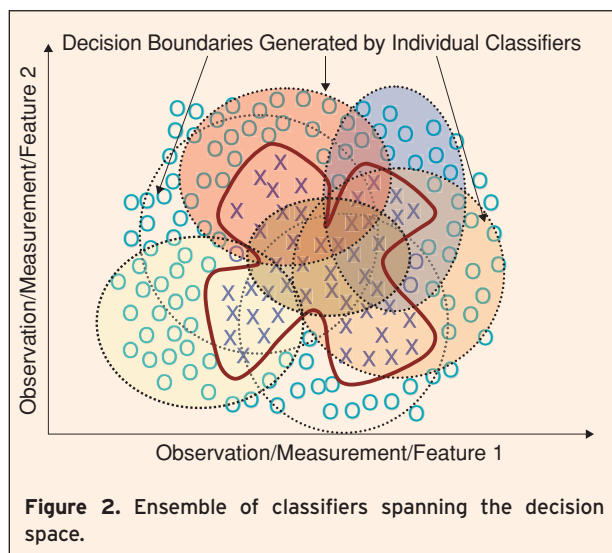 Decision Boundaries Generated by Individual Classifiers
Observation/Measurement/Feature 2
Observation/Measurement/Feature 1
Figure 2. Ensemble of classifiers spanning the decision
space.